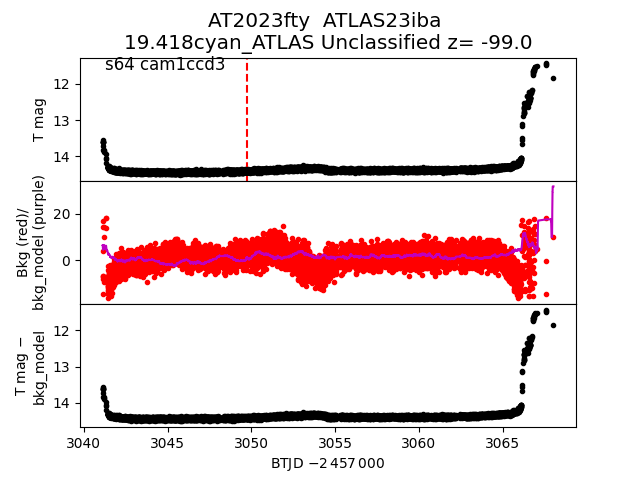 AT2023fty  ATLAS23iba
19.418cyan_ATLAS Unclassified z= -99.0
s64 cam1ccd3
T mag
12
13
14
Bkg (red)/
bkg_model (purple)
20
0
T mag −
bkg_model
12
13
14
3040 3045 3050 3055 3060 3065
BTJD −2 457 000